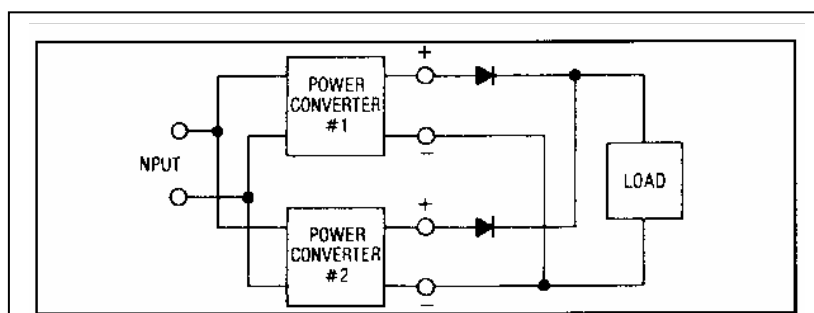 +
POWER
CONVERTER
#1
−
NPUT
LOAD
+
POWER
CONVERTER
#2
−